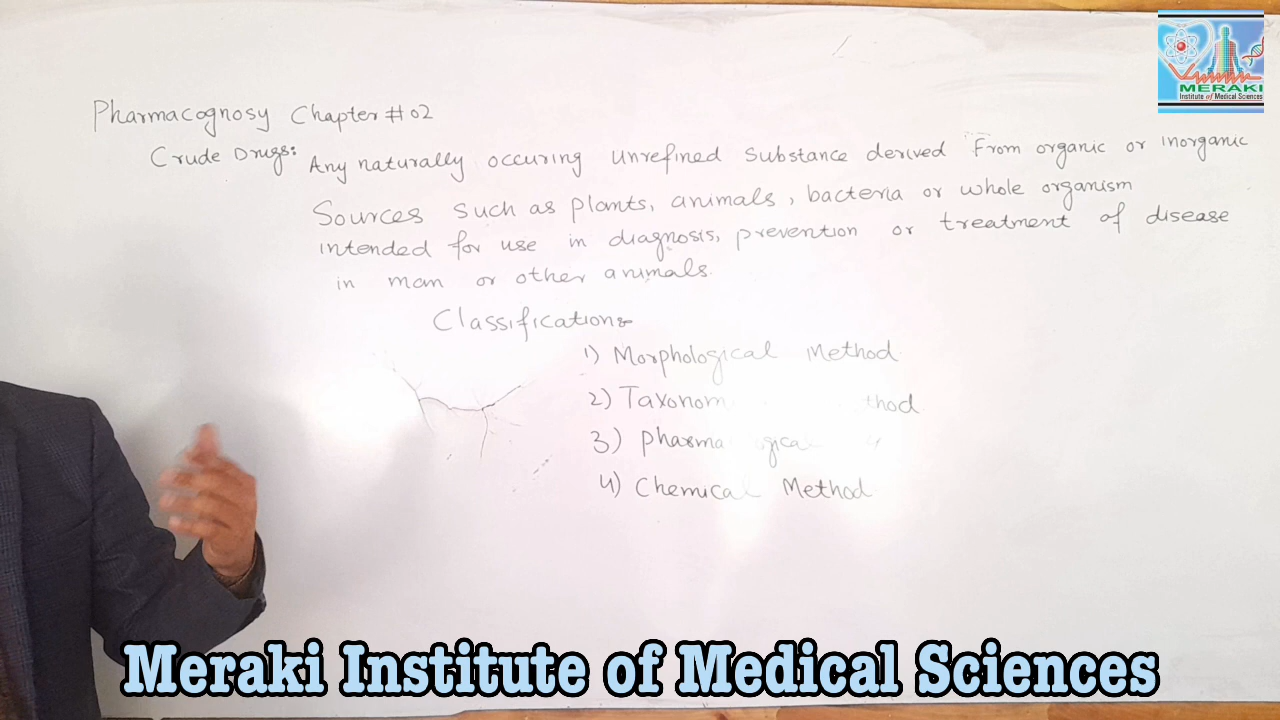 Pharmacognosy Chapter # 02
Crude Drugs: Any naturally occuring unrefined substance derived From organic or inorganic
Sources such as plants, animals, bacteria or whole organism
intended for use in diagnosis, prevention or treatment of disease
in man or other animals.
Classification:
1) Morphological Method
2)
3)
4) Chemical Method
MERAKI
Institute of Medical Sciences
Meraki Institute of Medical Sciences